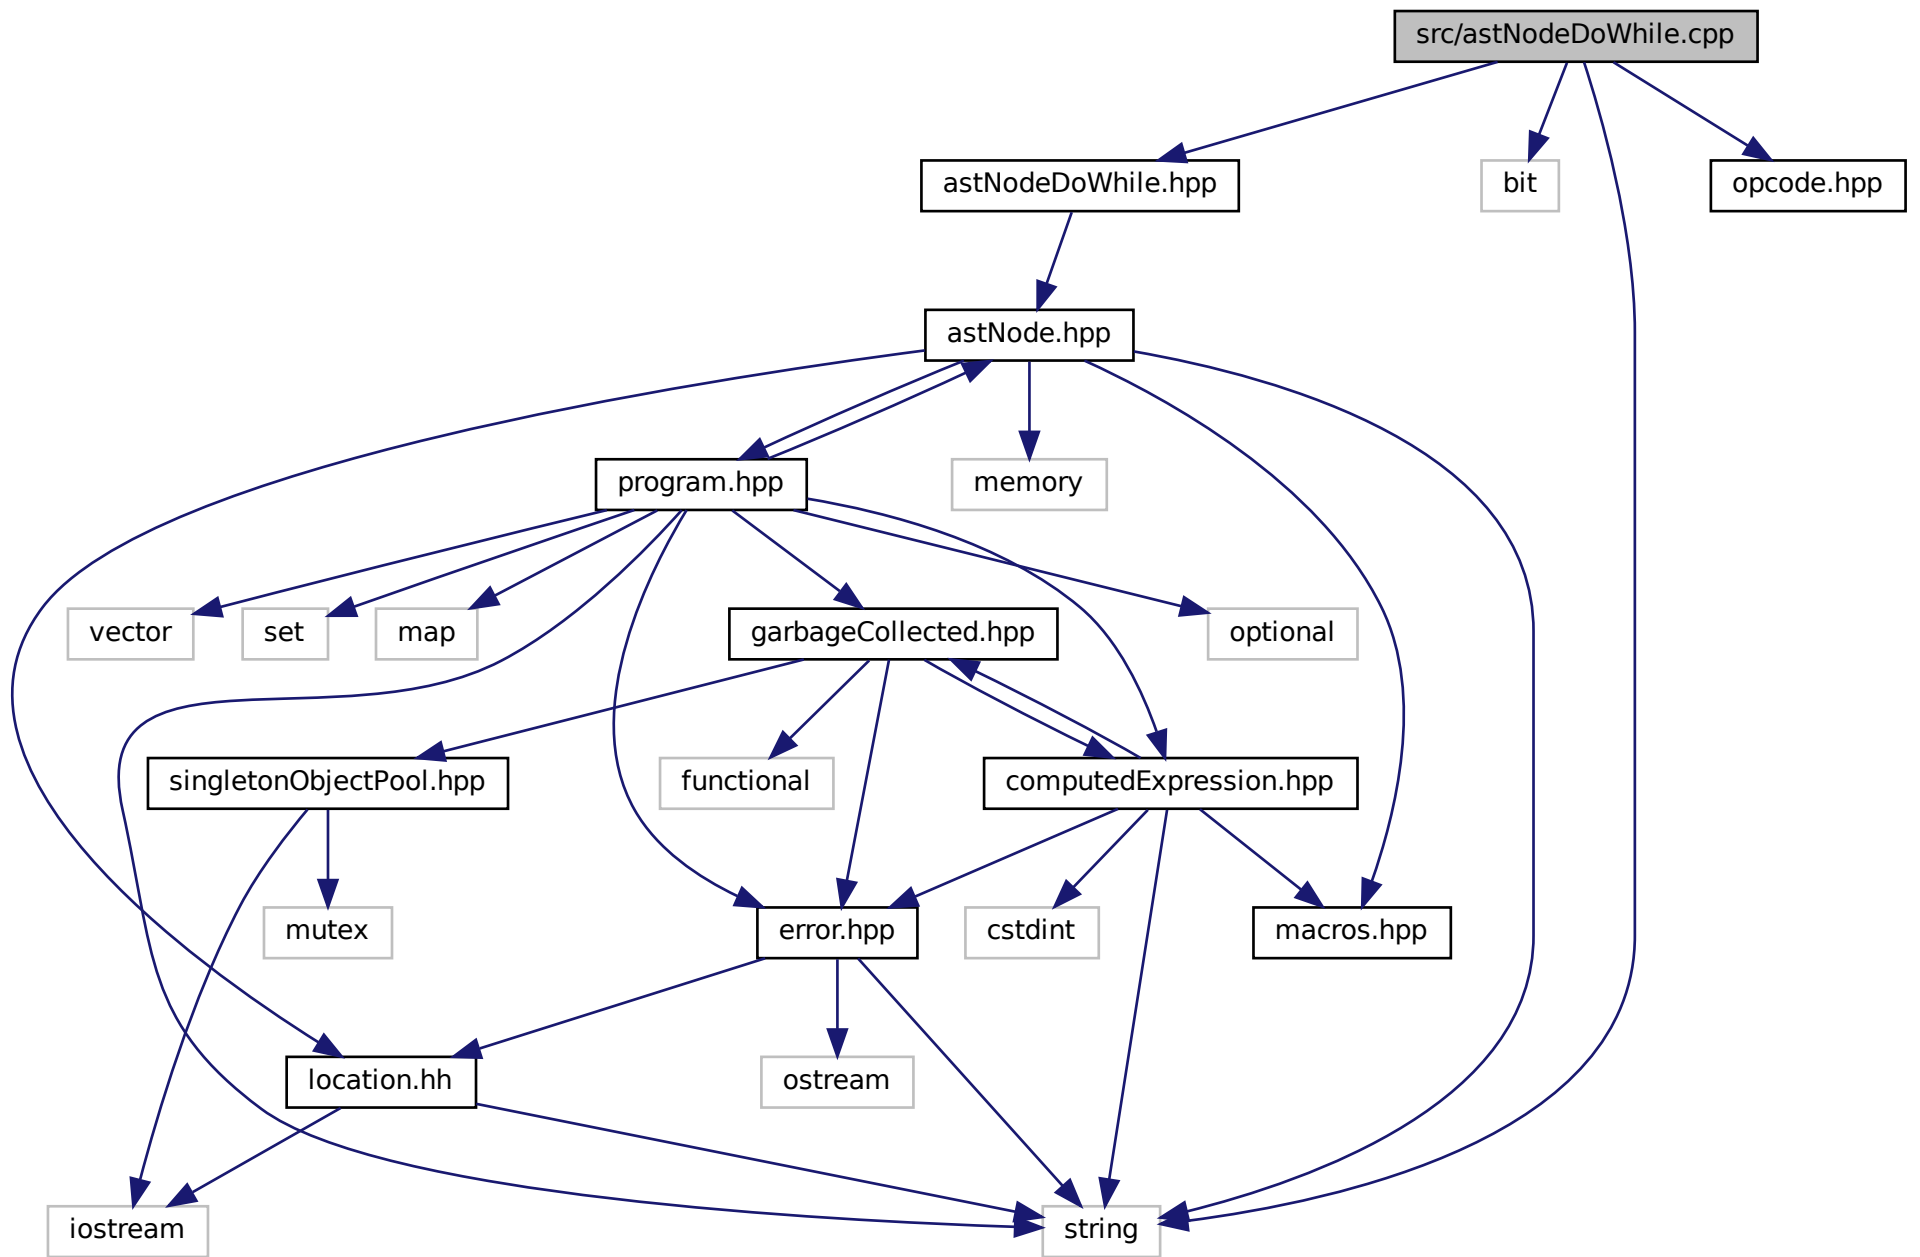 src/astNodeDoWhile.cpp
astNodeDoWhile.hpp
bit
opcode.hpp
astNode.hpp
program.hpp
memory
vector
set
map
garbageCollected.hpp
optional
singletonObjectPool.hpp
functional
computedExpression.hpp
mutex
error.hpp
cstdint
macros.hpp
location.hh
ostream
iostream
string